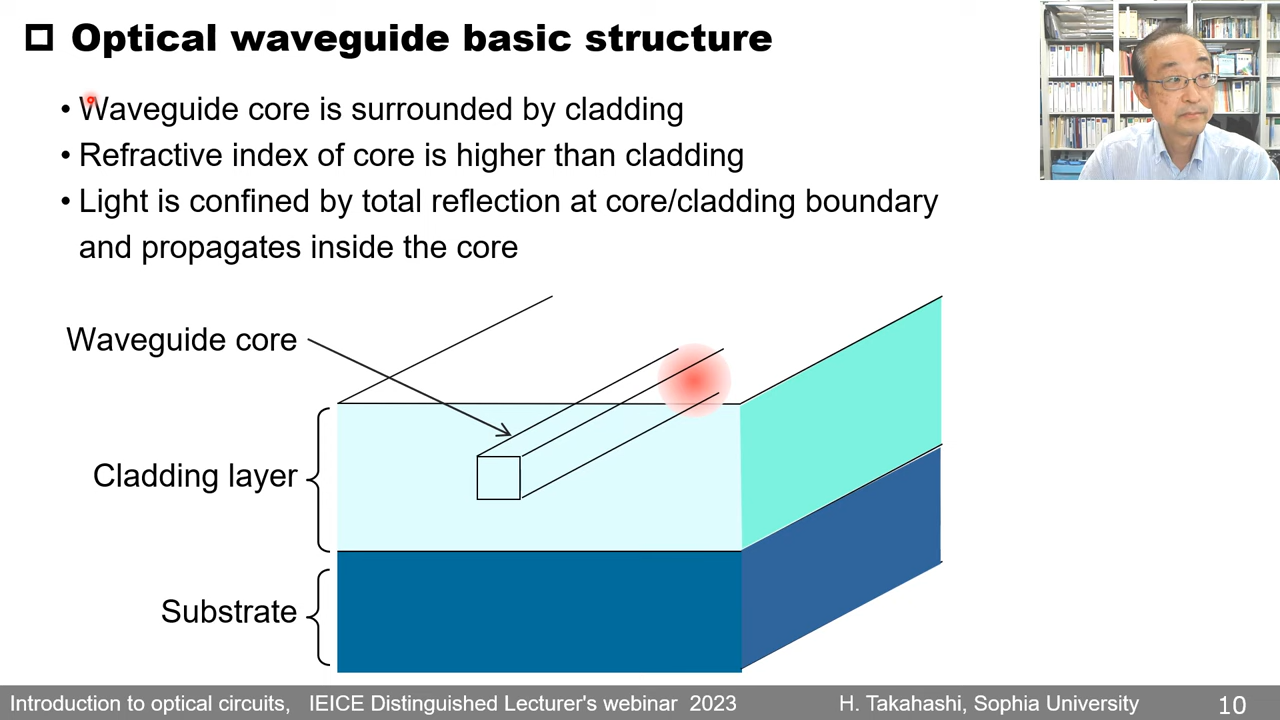 Optical waveguide basic structure
• Waveguide core is surrounded by cladding
• Refractive index of core is higher than cladding
• Light is confined by total reflection at core/cladding boundary
and propagates inside the core
Waveguide core
Cladding layer
Substrate
Introduction to optical circuits, IEICE Distinguished Lecturer's webinar 2023 H. Takahashi, Sophia University 10